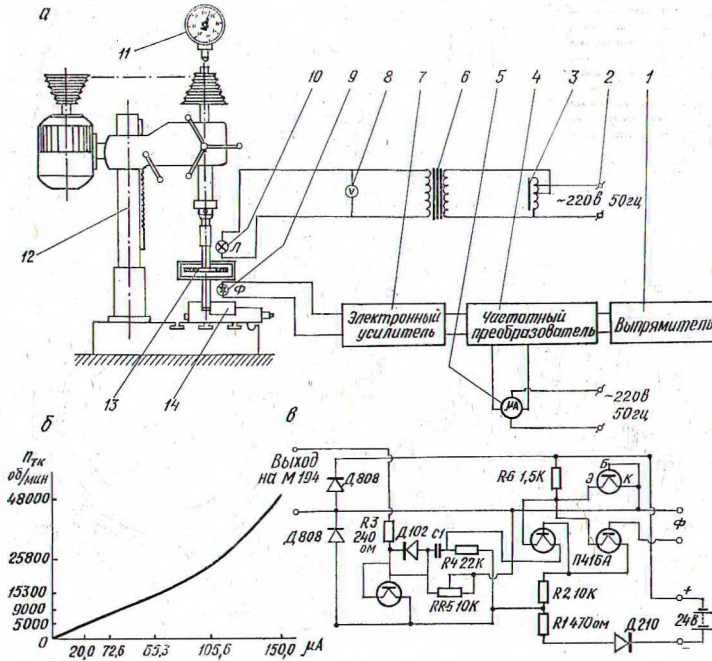 а
11
10 9 8 7 6 5 4 3 2 1
V
~220в 50гц
Л
12
Ф
Электронный усилитель
Частотный преобразователь
Выпрямитель
μА
~220в
50гц
13 14
б
nтк
об/мин
48000
25800
15300
9000
5000
0
20,0 72,6 65,3 105,6 150,0 μА
в
Выход
на М 194
Д808
Д808
R3
240
ом
Д102
C1
R4 22К
RR5 10К
R6 1,5К
Б
Э К
П416А
Ф
R2 10К
R1 470ом
Д210
+
24В
−